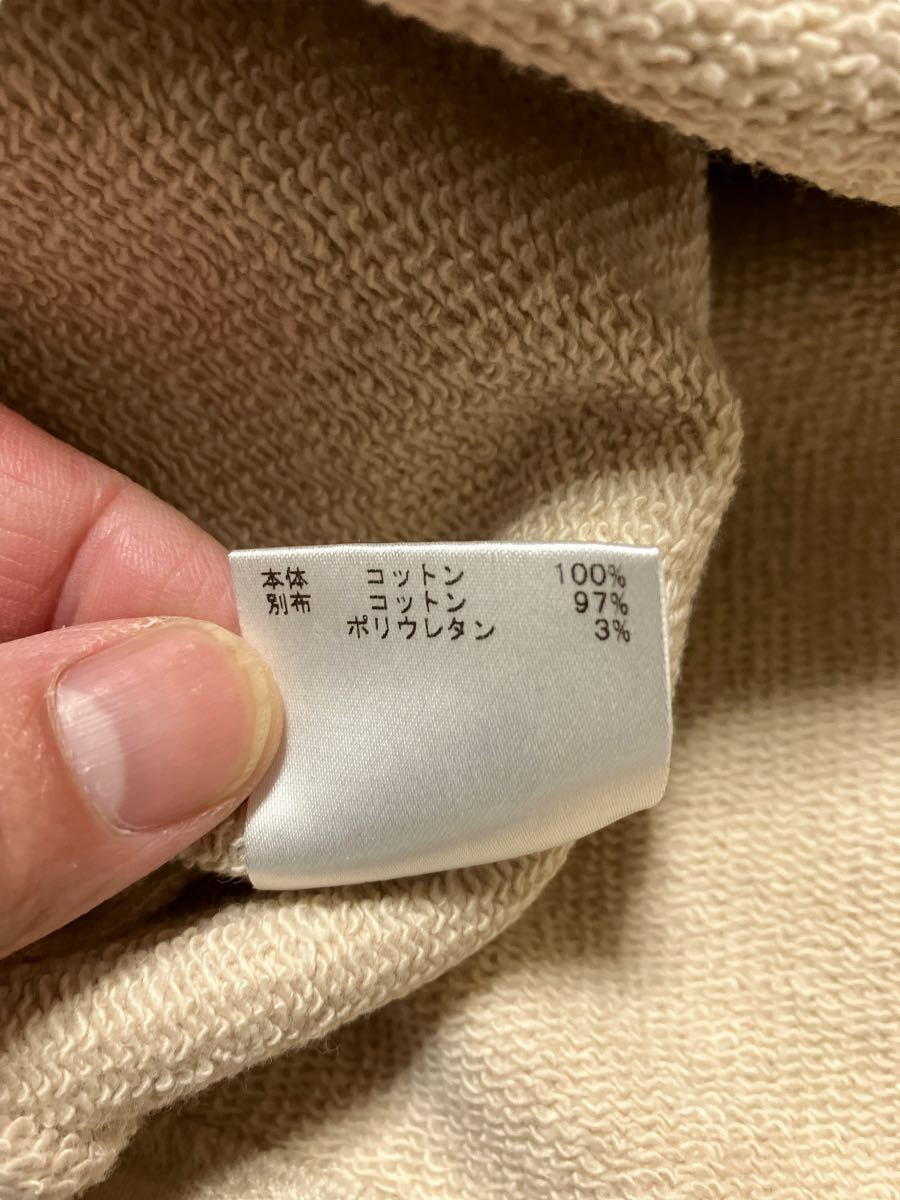 本体 コットン 100%
別布 コットン 97%
ポリウレタン 3%